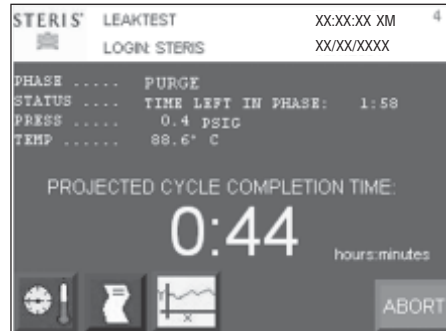 STERIS LEAKTEST XX:XX:XX XM 4
LOGIN: STERIS XX/XX/XXXX
PHASE ..... PURGE
STATUS .... TIME LEFT IN PHASE: 1:58
PRESS ..... 0.4 PSIG
TEMP ...... 88.6° C
PROJECTED CYCLE COMPLETION TIME:
0:44
hours:minutes
X
ABORT